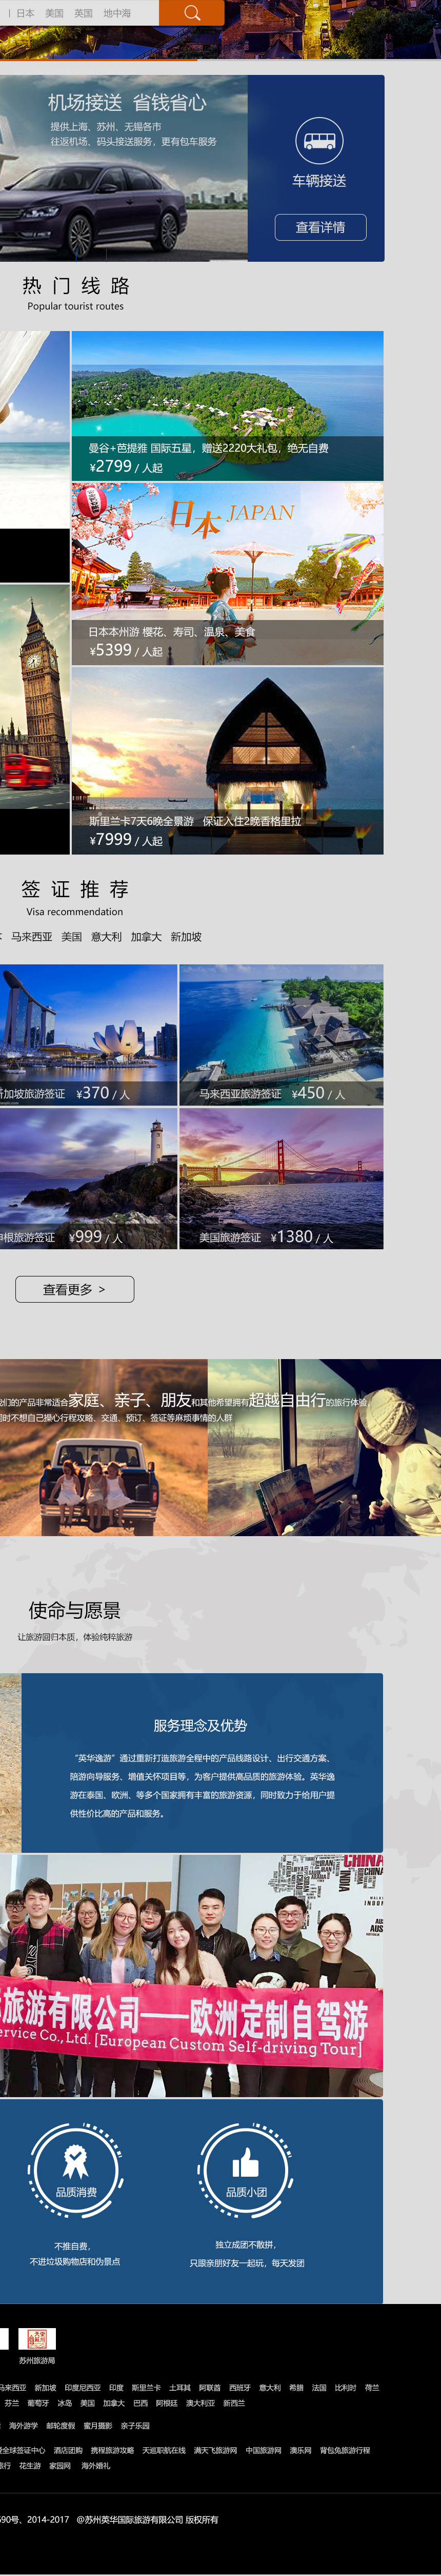 | 日本 美国 英国 地中海
机场接送 省钱省心
提供上海、苏州、无锡各市
往返机场、码头接送服务，更有包车服务
车辆接送
查看详情
热门线路
Popular tourist routes
曼谷+芭提雅 国际五星，赠送2220大礼包，绝无自费
¥2799 / 人起
日本 JAPAN
日本本州游 樱花、寿司、温泉、美食
¥5399 / 人起
斯里兰卡7天6晚全景游 保证入住2晚香格里拉
¥7999 / 人起
签证推荐
Visa recommendation
马来西亚 美国 意大利 加拿大 新加坡
加坡旅游签证 ¥370 / 人
马来西亚旅游签证 ¥450 / 人
根旅游签证 ¥999 / 人
美国旅游签证 ¥1380 / 人
查看更多 >
们的产品非常适合家庭、亲子、朋友和其他希望拥有超越自由行的旅行体验，
时不想自己操心行程攻略，交通、预订、签证等麻烦事情的人群
使命与愿景
让旅游回归本质，体验纯粹旅游
服务理念及优势
“英华逸游”通过重新打造旅游全程中的产品线路设计、出行交通方案、
陪游向导服务、增值关怀项目等，为客户提供高品质的旅游体验。英华逸
游在泰国、欧洲、等多个国家拥有丰富的旅游资源，同时致力于给用户提
供性价比高的产品和服务。
CHINA
INDIA
旅游有限公司——欧洲定制自驾游
ervice Co., Ltd. [European Custom Self-driving Tour]
品质消费
品质小团
不推自费，
不进垃圾购物店和伪景点
独立成团不散拼，
只跟亲朋好友一起玩，每天发团
苏州旅游局
马来西亚 新加坡 印度尼西亚 印度 斯里兰卡 土耳其 阿联酋 西班牙 意大利 希腊 法国 比利时 荷兰
芬兰 葡萄牙 冰岛 美国 加拿大 巴西 阿根廷 澳大利亚 新西兰
海外游学 邮轮度假 蜜月摄影 亲子乐园
全球签证中心 酒店团购 携程旅游攻略 天巡职航在线 满天飞旅游网 中国旅游网 澳乐网 背包兔旅游行程
旅行 花生游 家园网 海外婚礼
690号、2014-2017 @苏州英华国际旅游有限公司 版权所有